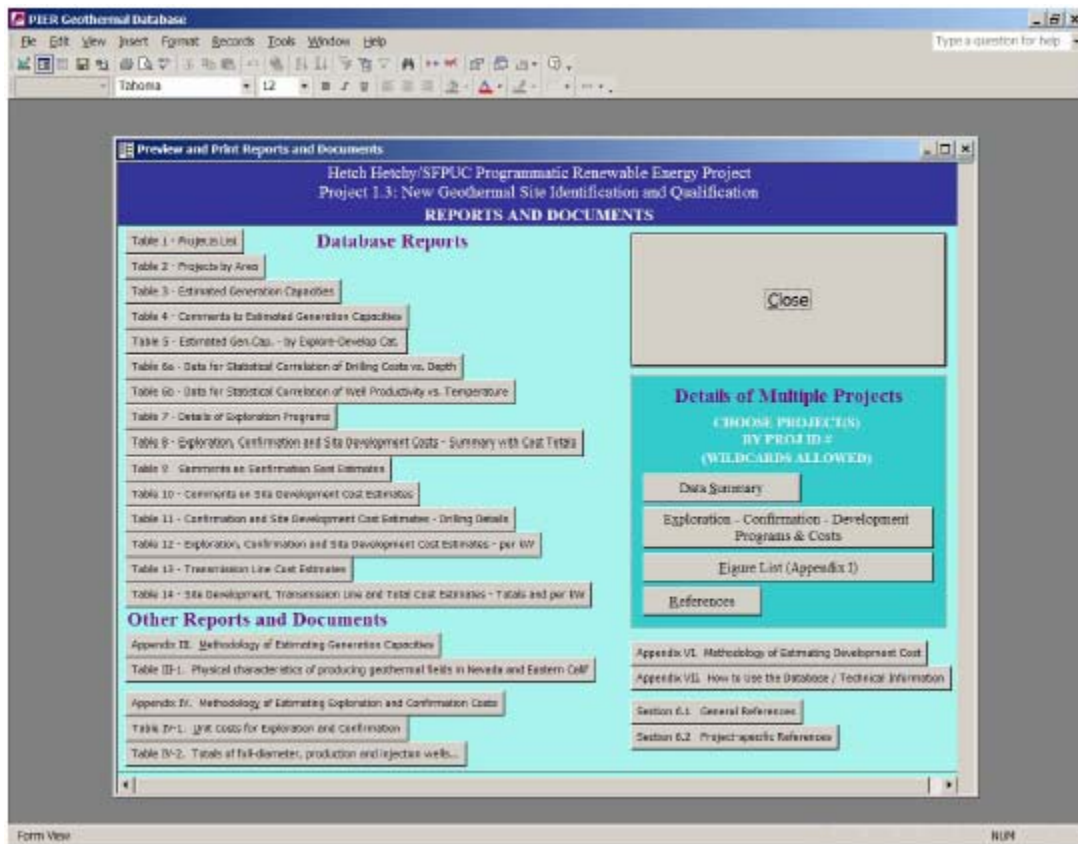 PIER Geothermal Database
File Edit View Insert Format Records Tools Window Help
Type a question for help
Tahoma 12 B I U
Preview and Print Reports and Documents
Hetch Hetchy/SFPUC Programmatic Renewable Energy Project
Project 1.3: New Geothermal Site Identification and Qualification
REPORTS AND DOCUMENTS
Database Reports
Table 1 - Projects List
Table 2 - Projects by Area
Table 3 - Estimated Generation Capacities
Table 4 - Comments to Estimated Generation Capacities
Table 5 - Estimated Gen.Cap. - by Explore-Develop Cat.
Table 6a - Data for Statistical Correlation of Drilling Costs vs. Depth
Table 6b - Data for Statistical Correlation of Well Productivity vs. Temperature
Table 7 - Details of Exploration Programs
Table 8 - Exploration, Confirmation and Site Development Costs - Summary with Cost Totals
Table 9 - Comments on Confirmation Cost Estimates
Table 10 - Comments on Site Development Cost Estimates
Table 11 - Confirmation and Site Development Cost Estimates - Drilling Details
Table 12 - Exploration, Confirmation and Site Development Cost Estimates - per kW
Table 13 - Transmission Line Cost Estimates
Table 14 - Site Development, Transmission Line and Total Cost Estimates - Totals and per kW
Other Reports and Documents
Appendix III. Methodology of Estimating Generation Capacities
Table III-1. Physical characteristics of producing geothermal fields in Nevada and Eastern Calif
Appendix IV. Methodology of Estimating Exploration and Confirmation Costs
Table IV-1. Unit Costs for Exploration and Confirmation
Table IV-2. Totals of full-diameter, production and injection wells...
Close
Details of Multiple Projects
CHOOSE PROJECT(S)
BY PROJ ID #
(WILDCARDS ALLOWED)
Data Summary
Exploration - Confirmation - Development
Programs & Costs
Figure List (Appendix I)
References
Appendix VI. Methodology of Estimating Development Cost
Appendix VII. How to Use the Database / Technical Information
Section 6.1 General References
Section 6.2 Project-specific References
Form View
NUM